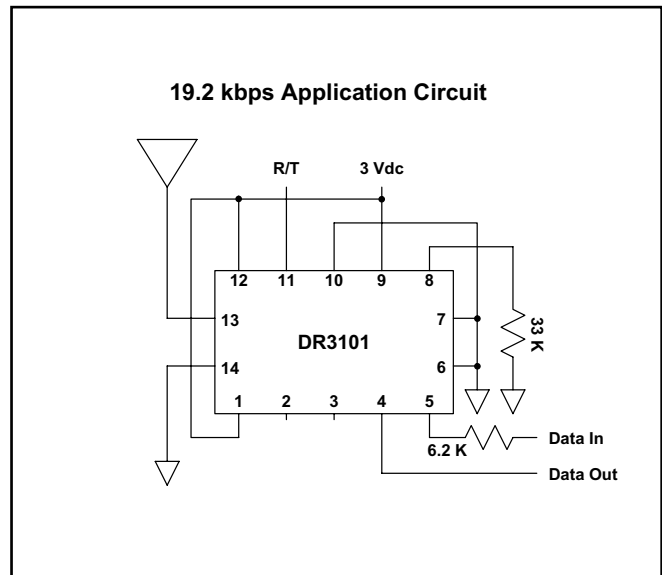 19.2 kbps Application Circuit
R/T 3 Vdc
12 11 10 9 8
13 7
DR3101
33 K
14 6
1 2 3 4 5
6.2 K Data In
Data Out